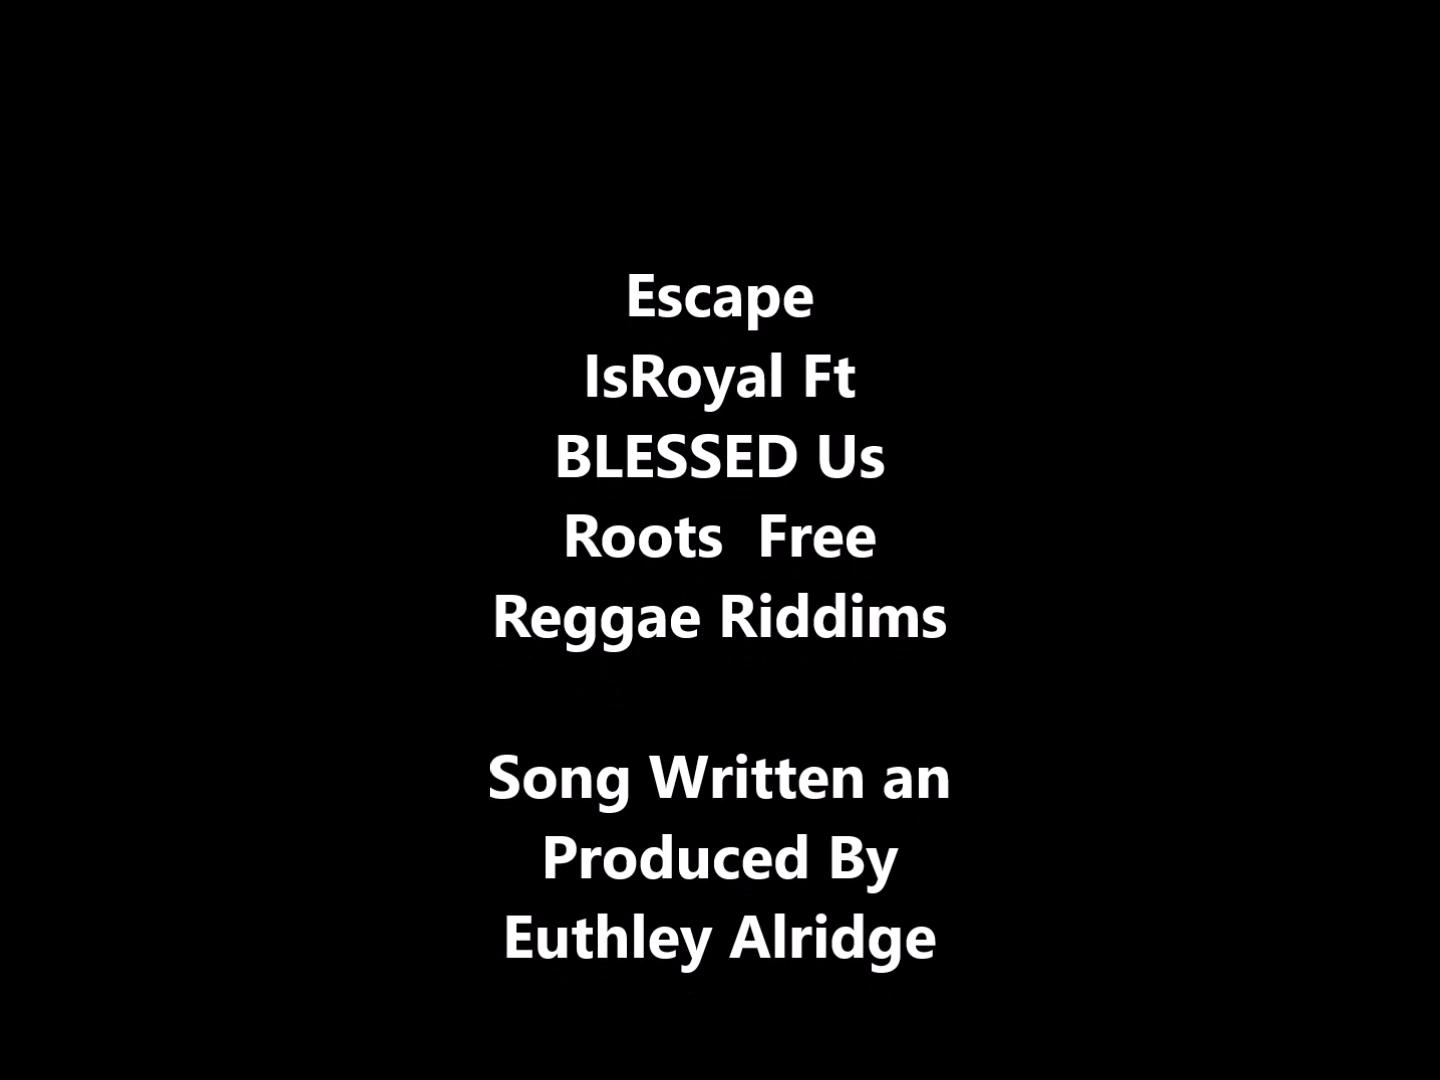 Escape
IsRoyal Ft
BLESSED Us
Roots  Free
Reggae Riddims
Song Written an
Produced By
Euthley Alridge